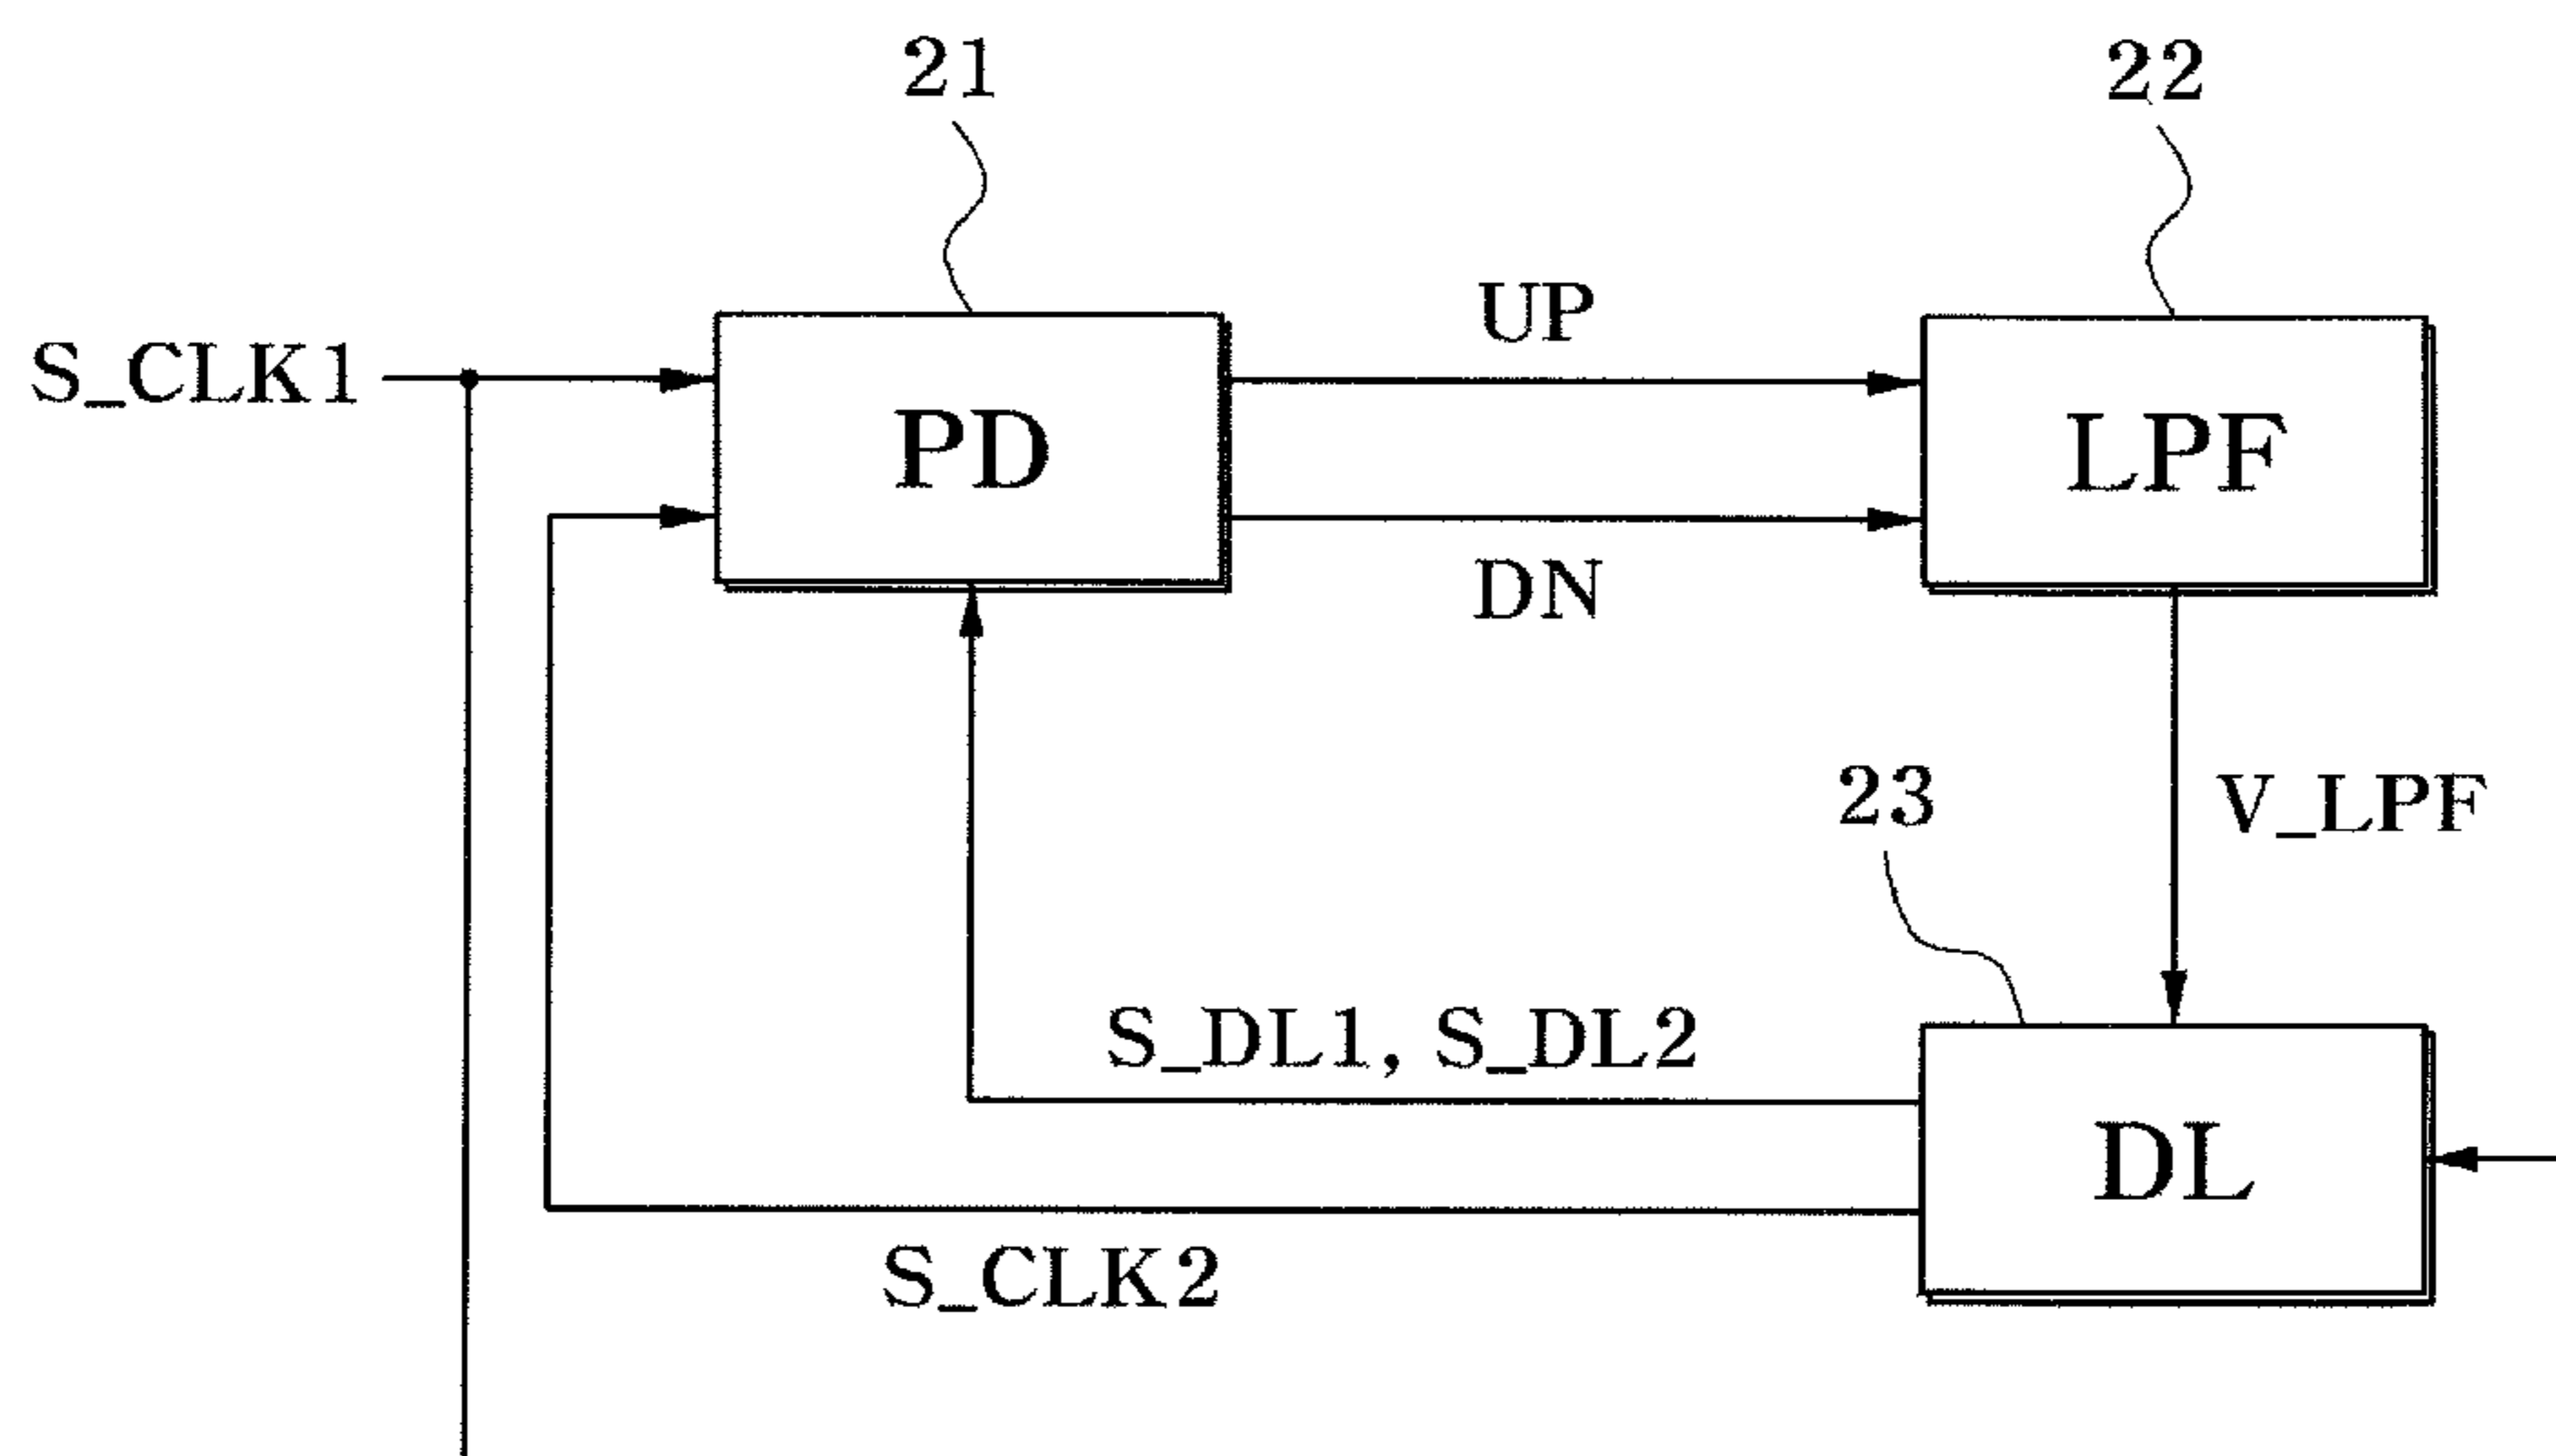 21
22
UP
S_CLK1
PD
LPF
DN
23
V_LPF
S_DL1, S_DL2
DL
S_CLK2